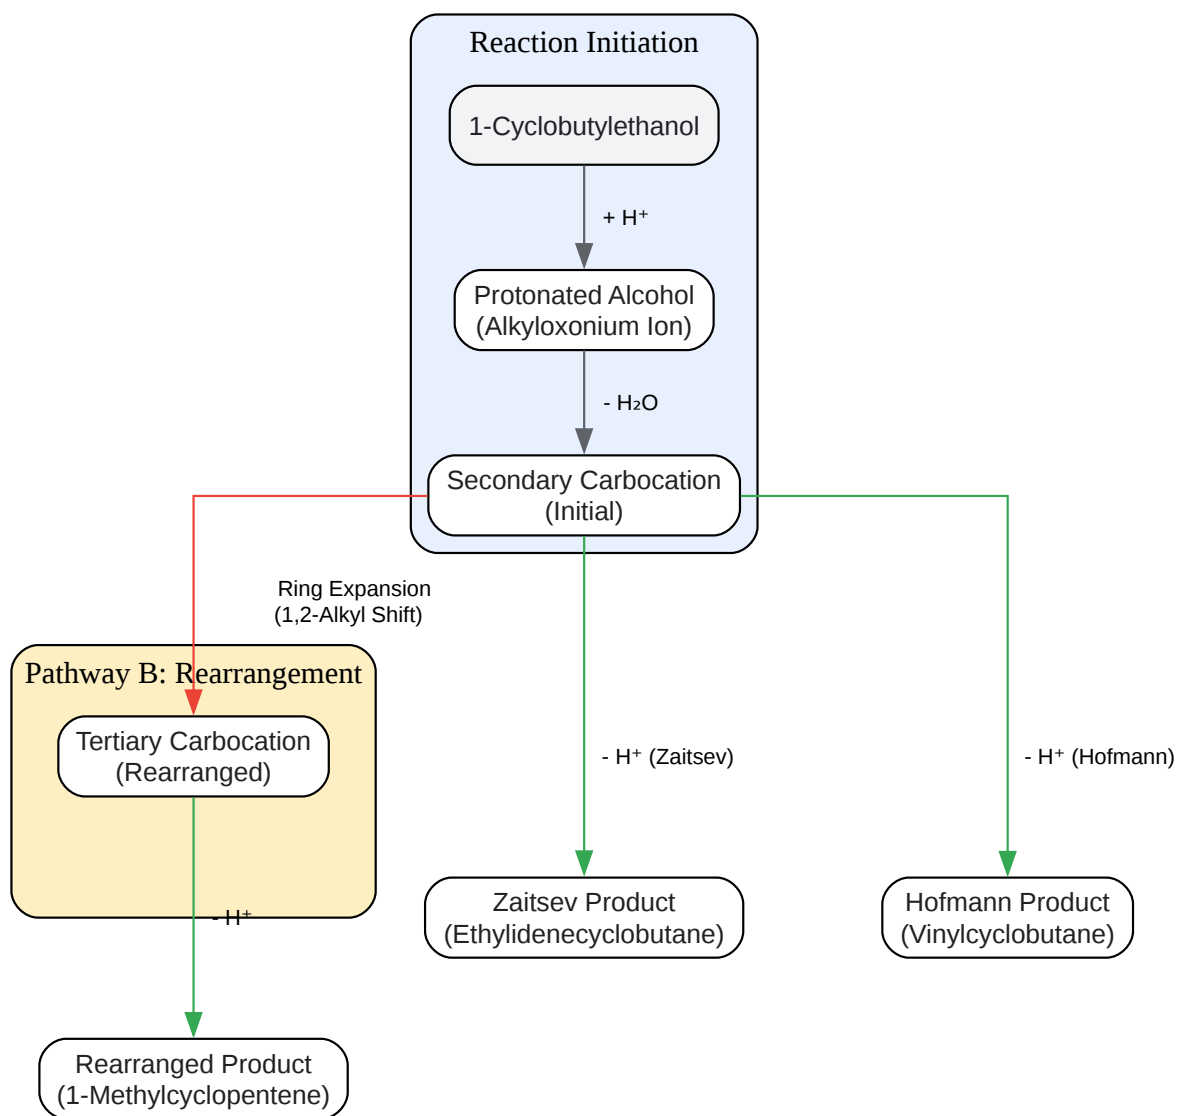 Reaction Initiation
1-Cyclobutylethanol
+ H⁺
Protonated Alcohol
(Alkyloxonium Ion)
- H₂O
Secondary Carbocation
(Initial)
Ring Expansion
(1,2-Alkyl Shift)
Pathway B: Rearrangement
Tertiary Carbocation
(Rearranged)
- H⁺ (Zaitsev)
- H⁺ (Hofmann)
- H⁺
Zaitsev Product
(Ethylidenecyclobutane)
Hofmann Product
(Vinylcyclobutane)
Rearranged Product
(1-Methylcyclopentene)